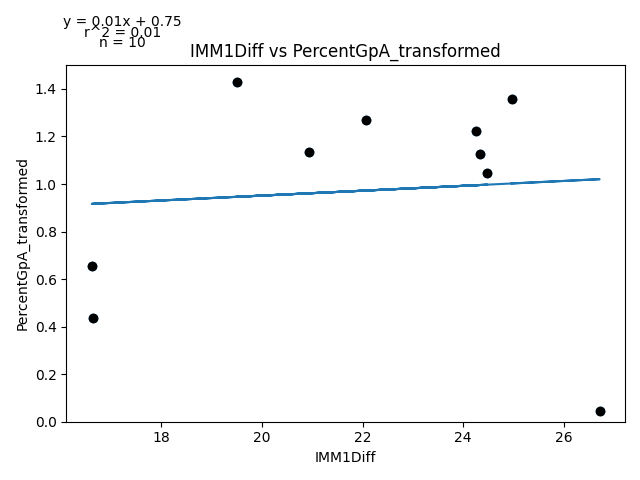 y = 0.01x + 0.75
r^2 = 0.01
n = 10
IMM1Diff vs PercentGpA_transformed
PercentGpA_transformed
1.4
1.2
1.0
0.8
0.6
0.4
0.2
0.0
18 20 22 24 26
IMM1Diff